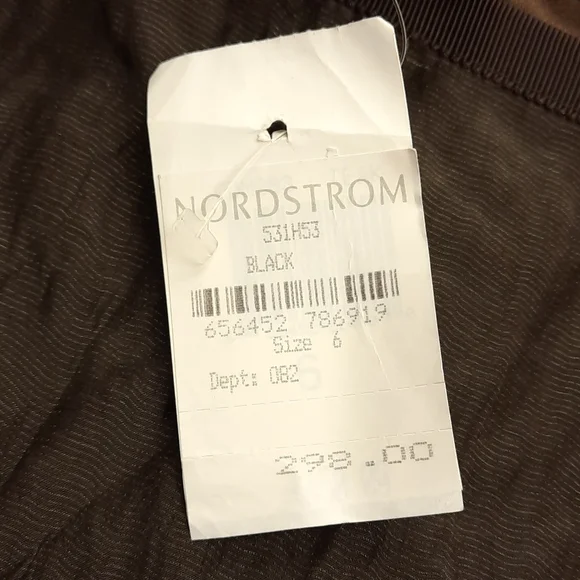 NORDSTROM
531H53
BLACK
656452 786919
Size 6
Dept: 082
298.00